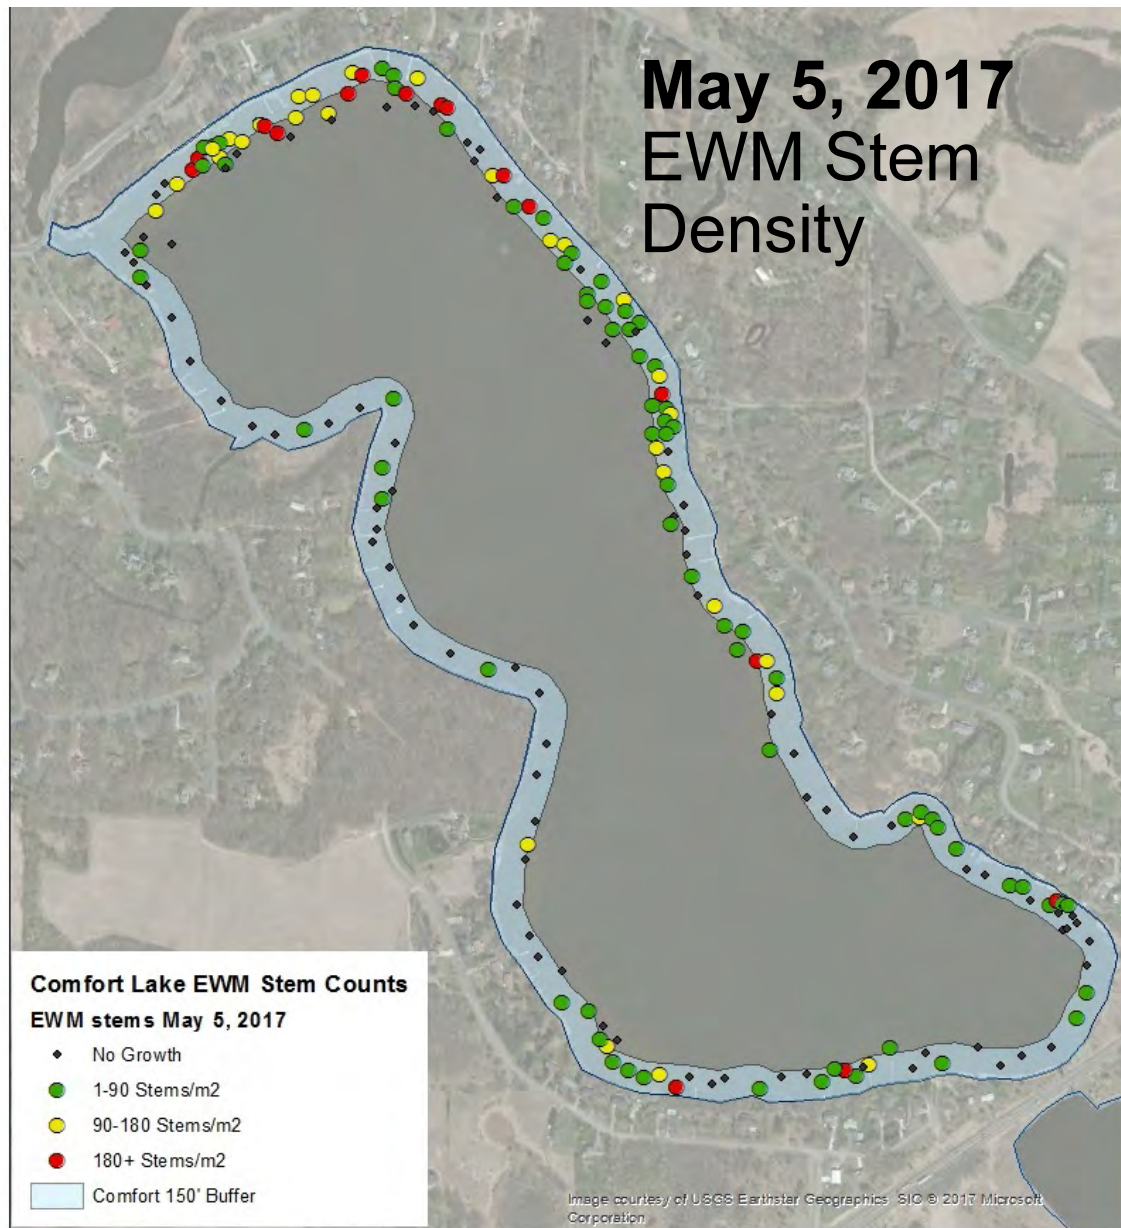 May 5, 2017
EWM Stem
Density
Comfort Lake EWM Stem Counts
EWM stems May 5, 2017
No Growth
1-90 Stems/m2
90-180 Stems/m2
180+ Stems/m2
Comfort 150' Buffer
Image courtesy of USGS Earthstar Geographics SIO © 2017 Microsoft
Corporation